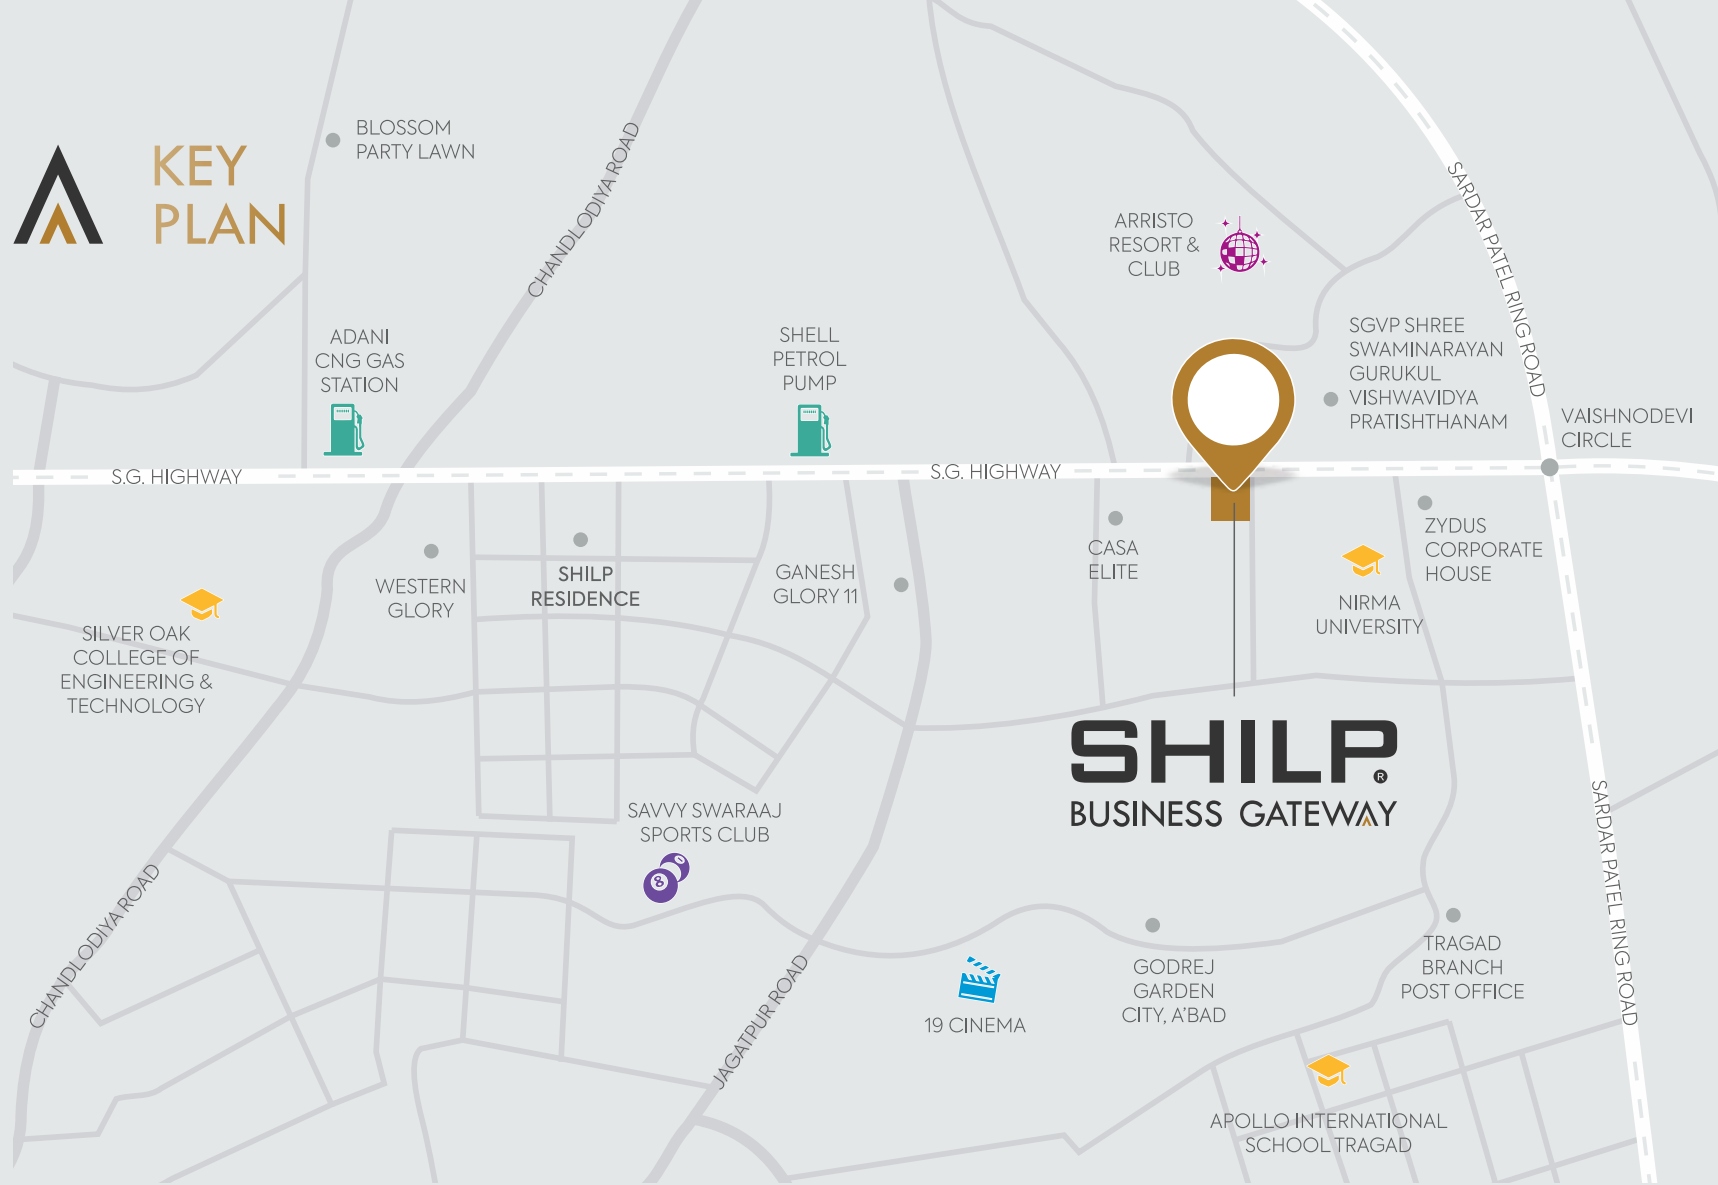 KEY
PLAN
BLOSSOM
PARTY LAWN
CHANDLODIYA ROAD
SARDAR PATEL RING ROAD
ARRISTO
RESORT &
CLUB
ADANI
CNG GAS
STATION
SHELL
PETROL
PUMP
SGVP SHREE
SWAMINARAYAN
GURUKUL
VISHWAVIDYA
PRATISHTHANAM
VAISHNODEVI
CIRCLE
S.G. HIGHWAY
S.G. HIGHWAY
ZYDUS
CORPORATE
HOUSE
CASA
ELITE
WESTERN
GLORY
SHILP
RESIDENCE
GANESH
GLORY 11
NIRMA
UNIVERSITY
SILVER OAK
COLLEGE OF
ENGINEERING &
TECHNOLOGY
SHILP®
BUSINESS GATEWAY
SAVVY SWARAAJ
SPORTS CLUB
8
SARDAR PATEL RING ROAD
CHANDLODIYA ROAD
JAGATPUR ROAD
19 CINEMA
GODREJ
GARDEN
CITY, A'BAD
TRAGAD
BRANCH
POST OFFICE
APOLLO INTERNATIONAL
SCHOOL TRAGAD